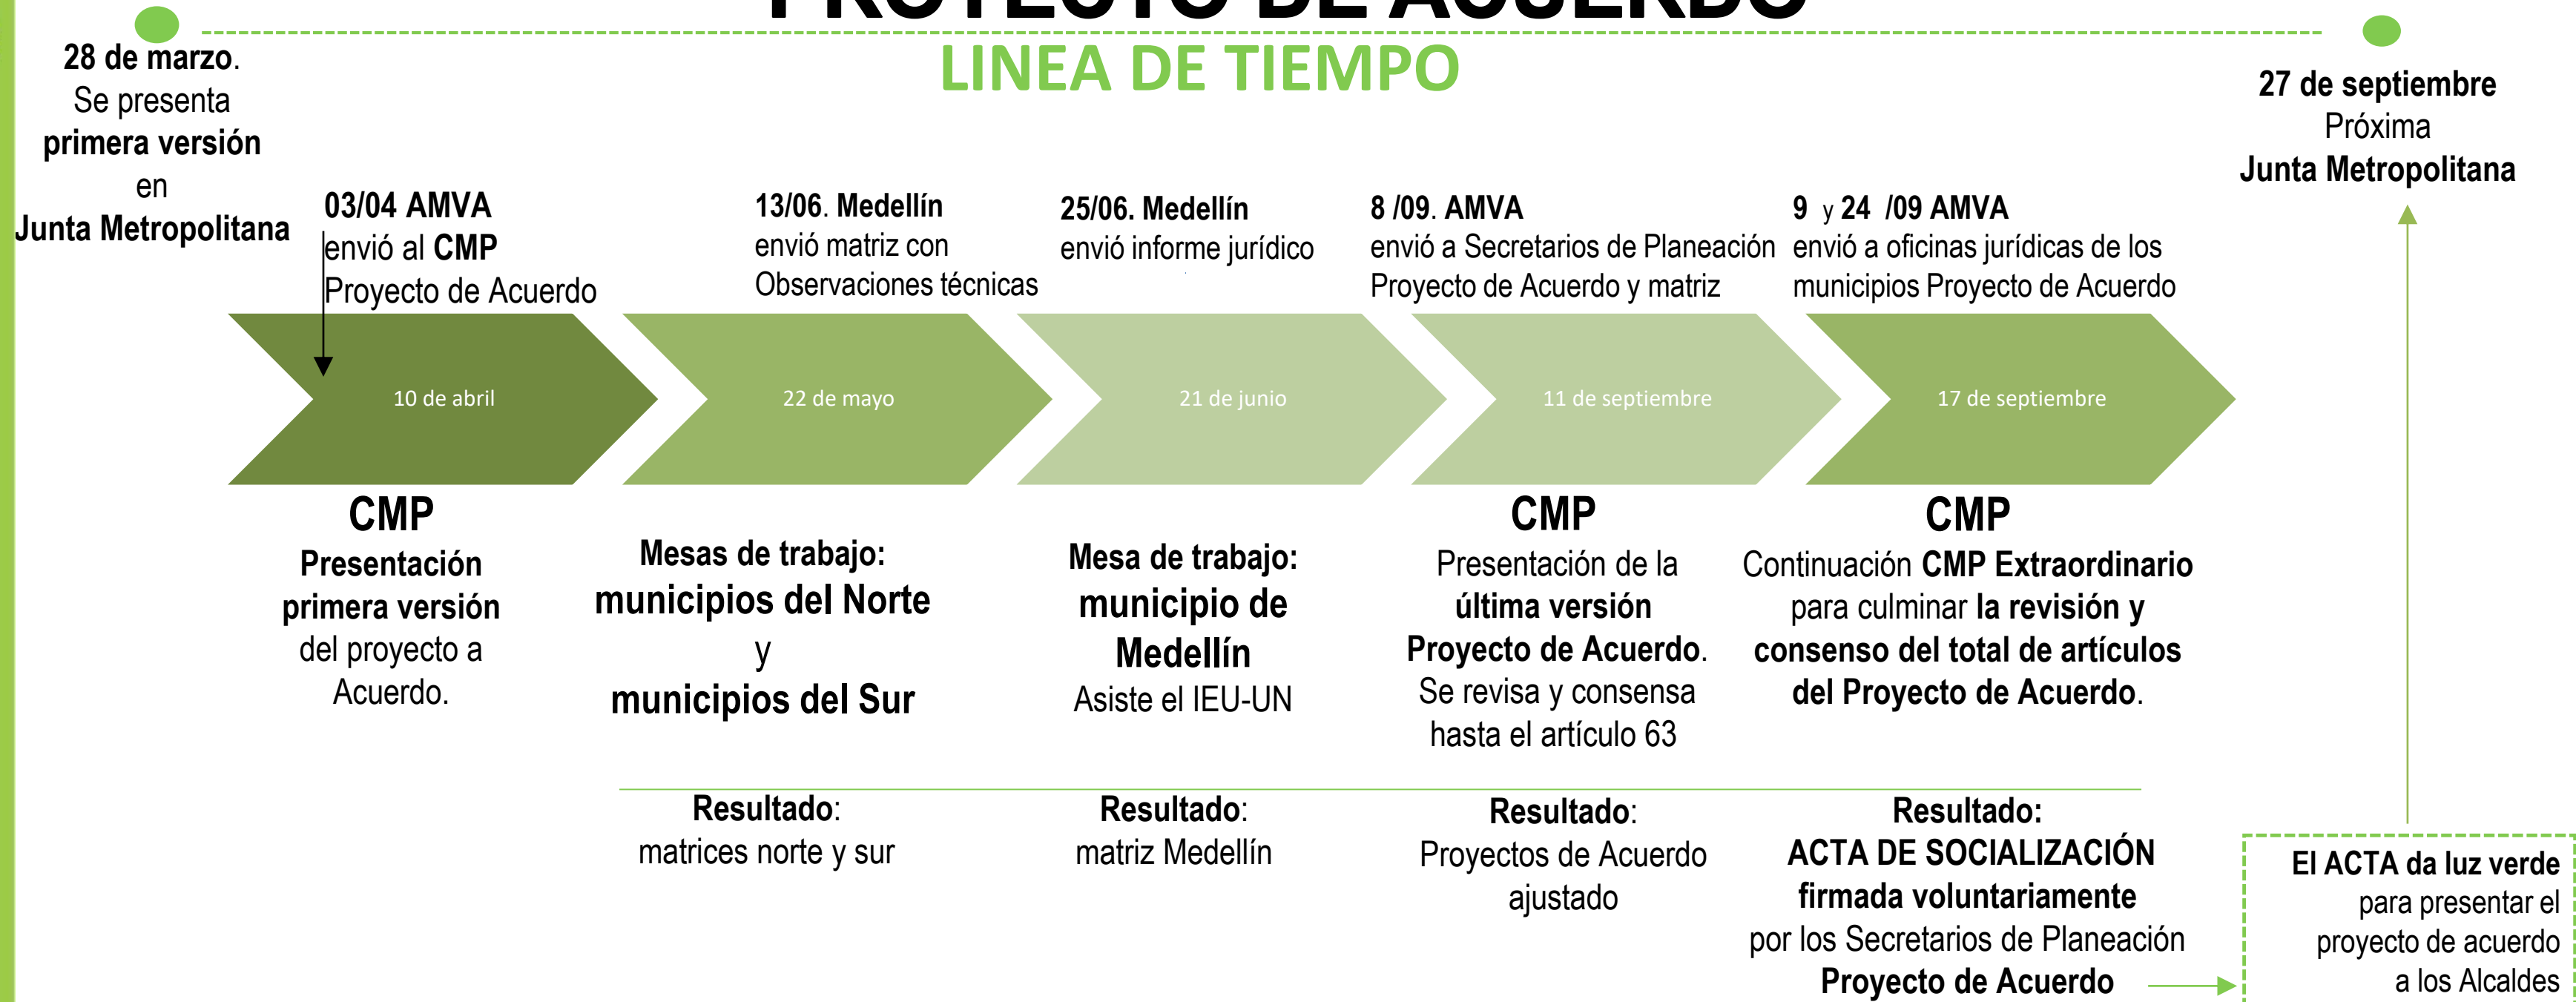 PROYECTO DE ACUERDO
LINEA DE TIEMPO
28 de marzo.
Se presenta
primera versión
en
Junta Metropolitana
27 de septiembre
Próxima
Junta Metropolitana
03/04 AMVA
envió al CMP
Proyecto de Acuerdo
13/06. Medellín
envió matriz con
Observaciones técnicas
25/06. Medellín
envió informe jurídico
8 /09. AMVA
envió a Secretarios de Planeación
Proyecto de Acuerdo y matriz
9 y 24 /09 AMVA
envió a oficinas jurídicas de los
municipios Proyecto de Acuerdo
10 de abril
22 de mayo
21 de junio
11 de septiembre
17 de septiembre
CMP
Presentación
primera versión
del proyecto a
Acuerdo.
Mesas de trabajo:
municipios del Norte
y
municipios del Sur
Mesa de trabajo:
municipio de
Medellín
Asiste el IEU-UN
CMP
Presentación de la
última versión
Proyecto de Acuerdo.
Se revisa y consensa
hasta el artículo 63
CMP
Continuación CMP Extraordinario
para culminar la revisión y
consenso del total de artículos
del Proyecto de Acuerdo.
Resultado:
matrices norte y sur
Resultado:
matriz Medellín
Resultado:
Proyectos de Acuerdo
ajustado
Resultado:
ACTA DE SOCIALIZACIÓN
firmada voluntariamente
por los Secretarios de Planeación
Proyecto de Acuerdo
El ACTA da luz verde
para presentar el
proyecto de acuerdo
a los Alcaldes